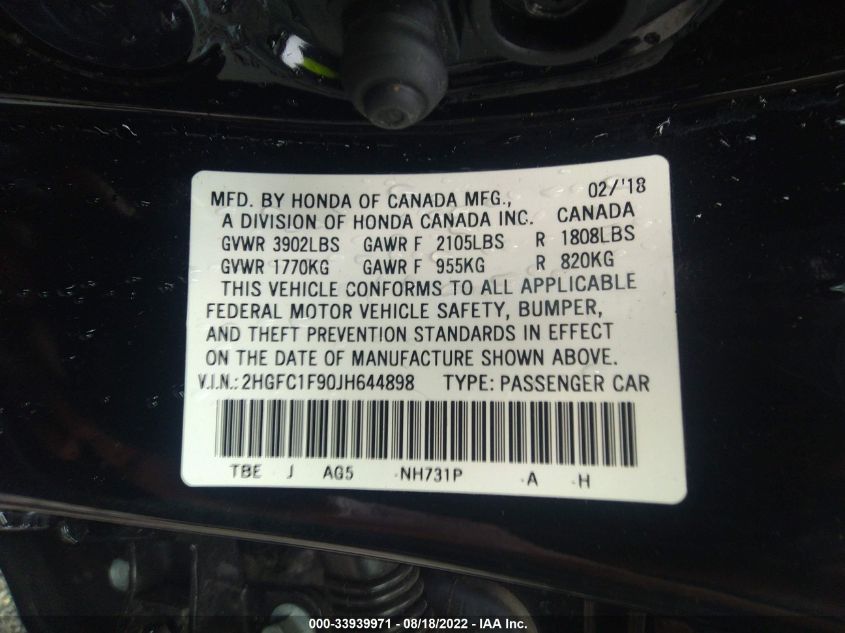 02/'18
MFD. BY HONDA OF CANADA MFG.,
A DIVISION OF HONDA CANADA INC. CANADA
GVWR 3902LBS GAWR F 2105LBS R 1808LBS
GVWR 1770KG GAWR F 955KG R 820KG
THIS VEHICLE CONFORMS TO ALL APPLICABLE
FEDERAL MOTOR VEHICLE SAFETY, BUMPER,
AND THEFT PREVENTION STANDARDS IN EFFECT
ON THE DATE OF MANUFACTURE SHOWN ABOVE.
V.I.N.: 2HGFC1F90JH644898 TYPE: PASSENGER CAR
TBE J AG5 NH731P A H
000-33939971 - 08/18/2022 - IAA Inc.